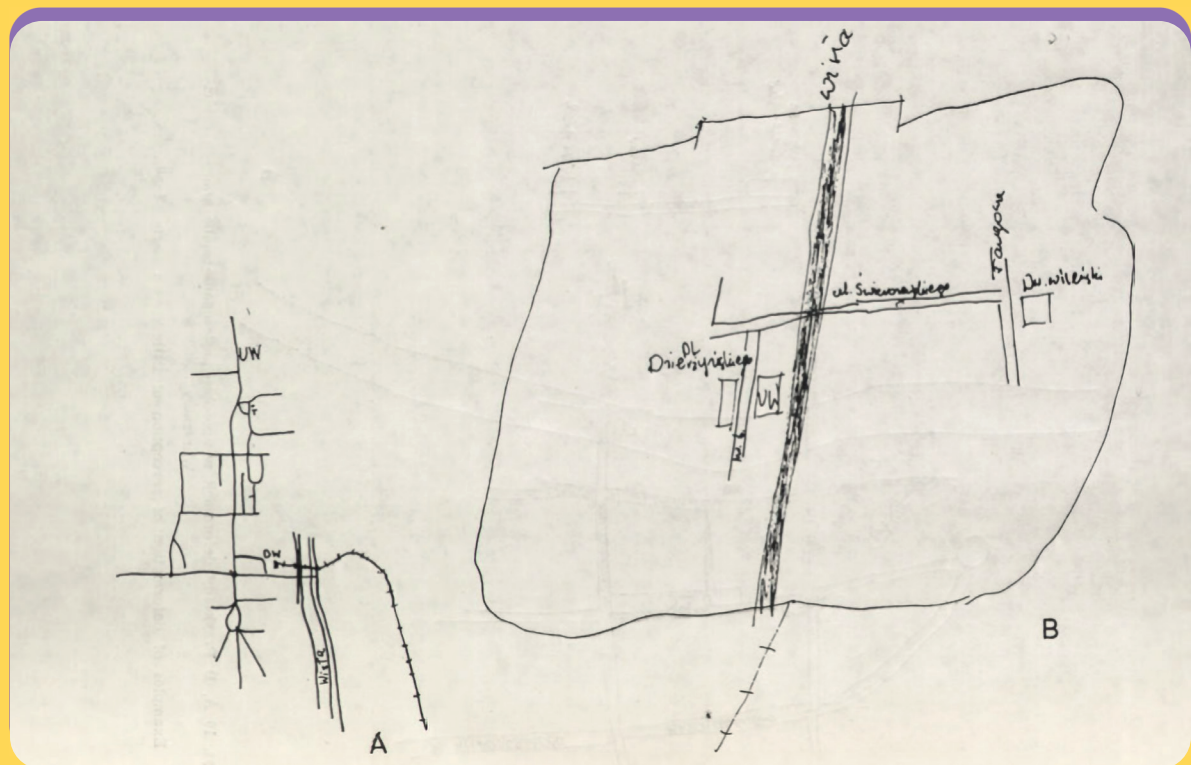 UW
DW
Wisła
A
Wisła
Targowa
Dw. wileński
ul. Świerczewskiego
Pl.
Dzierżyńskiego
UW
B